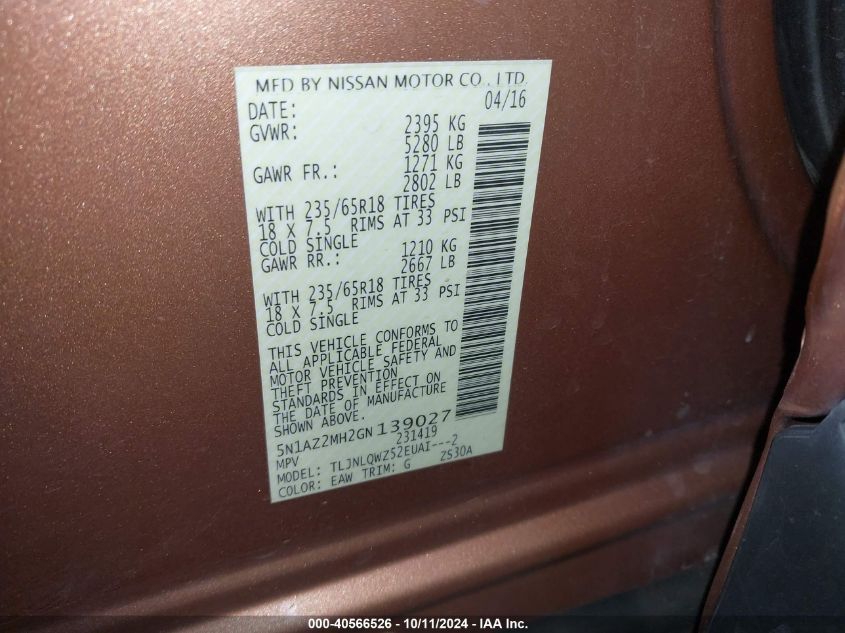 MFD BY NISSAN MOTOR CO., LTD.
DATE: 04/16
GVWR: 2395 KG
5280 LB
GAWR FR.: 1271 KG
2802 LB
WITH 235/65R18 TIRES
18 X 7.5 RIMS AT 33 PSI
COLD SINGLE
GAWR RR.: 1210 KG
2667 LB
WITH 235/65R18 TIRES
18 X 7.5 RIMS AT 33 PSI
COLD SINGLE
THIS VEHICLE CONFORMS TO
ALL APPLICABLE FEDERAL
MOTOR VEHICLE SAFETY AND
THEFT PREVENTION
STANDARDS IN EFFECT ON
THE DATE OF MANUFACTURE
SHOWN ABOVE.
5N1AZ2MH2GN 139027
MPV 231419
MODEL: TLJNLQWZ52EUAI---2
COLOR: EAW TRIM: G ZS30A
000-40566526 - 10/11/2024 - IAA Inc.